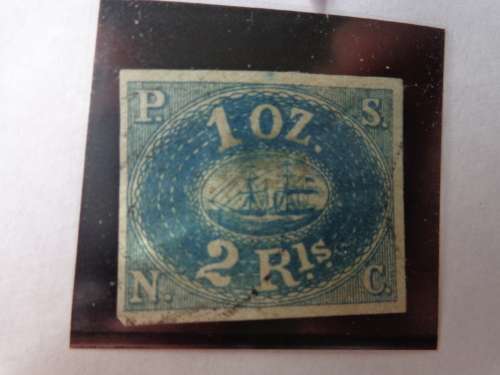 P. S.
1 OZ.
2 Rls
N. C.